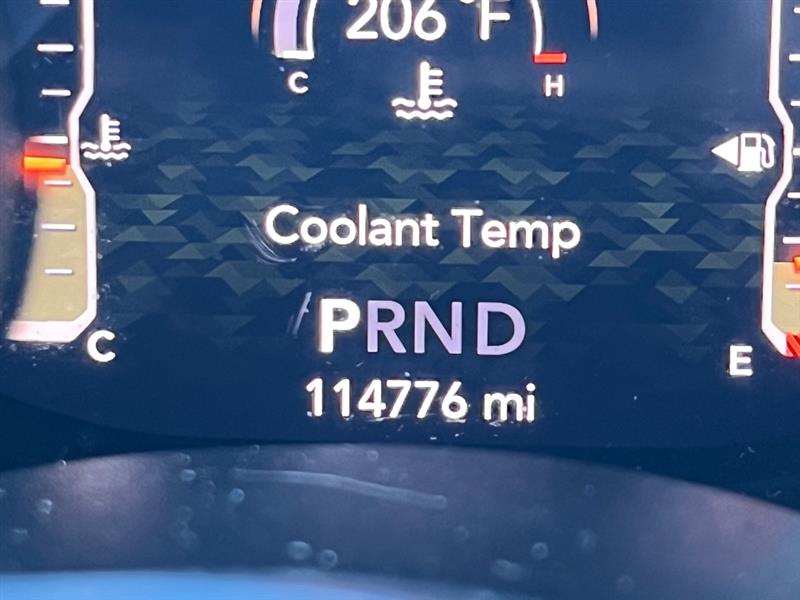 206 °F
C H
Coolant Temp
PRND
C E
114776 mi